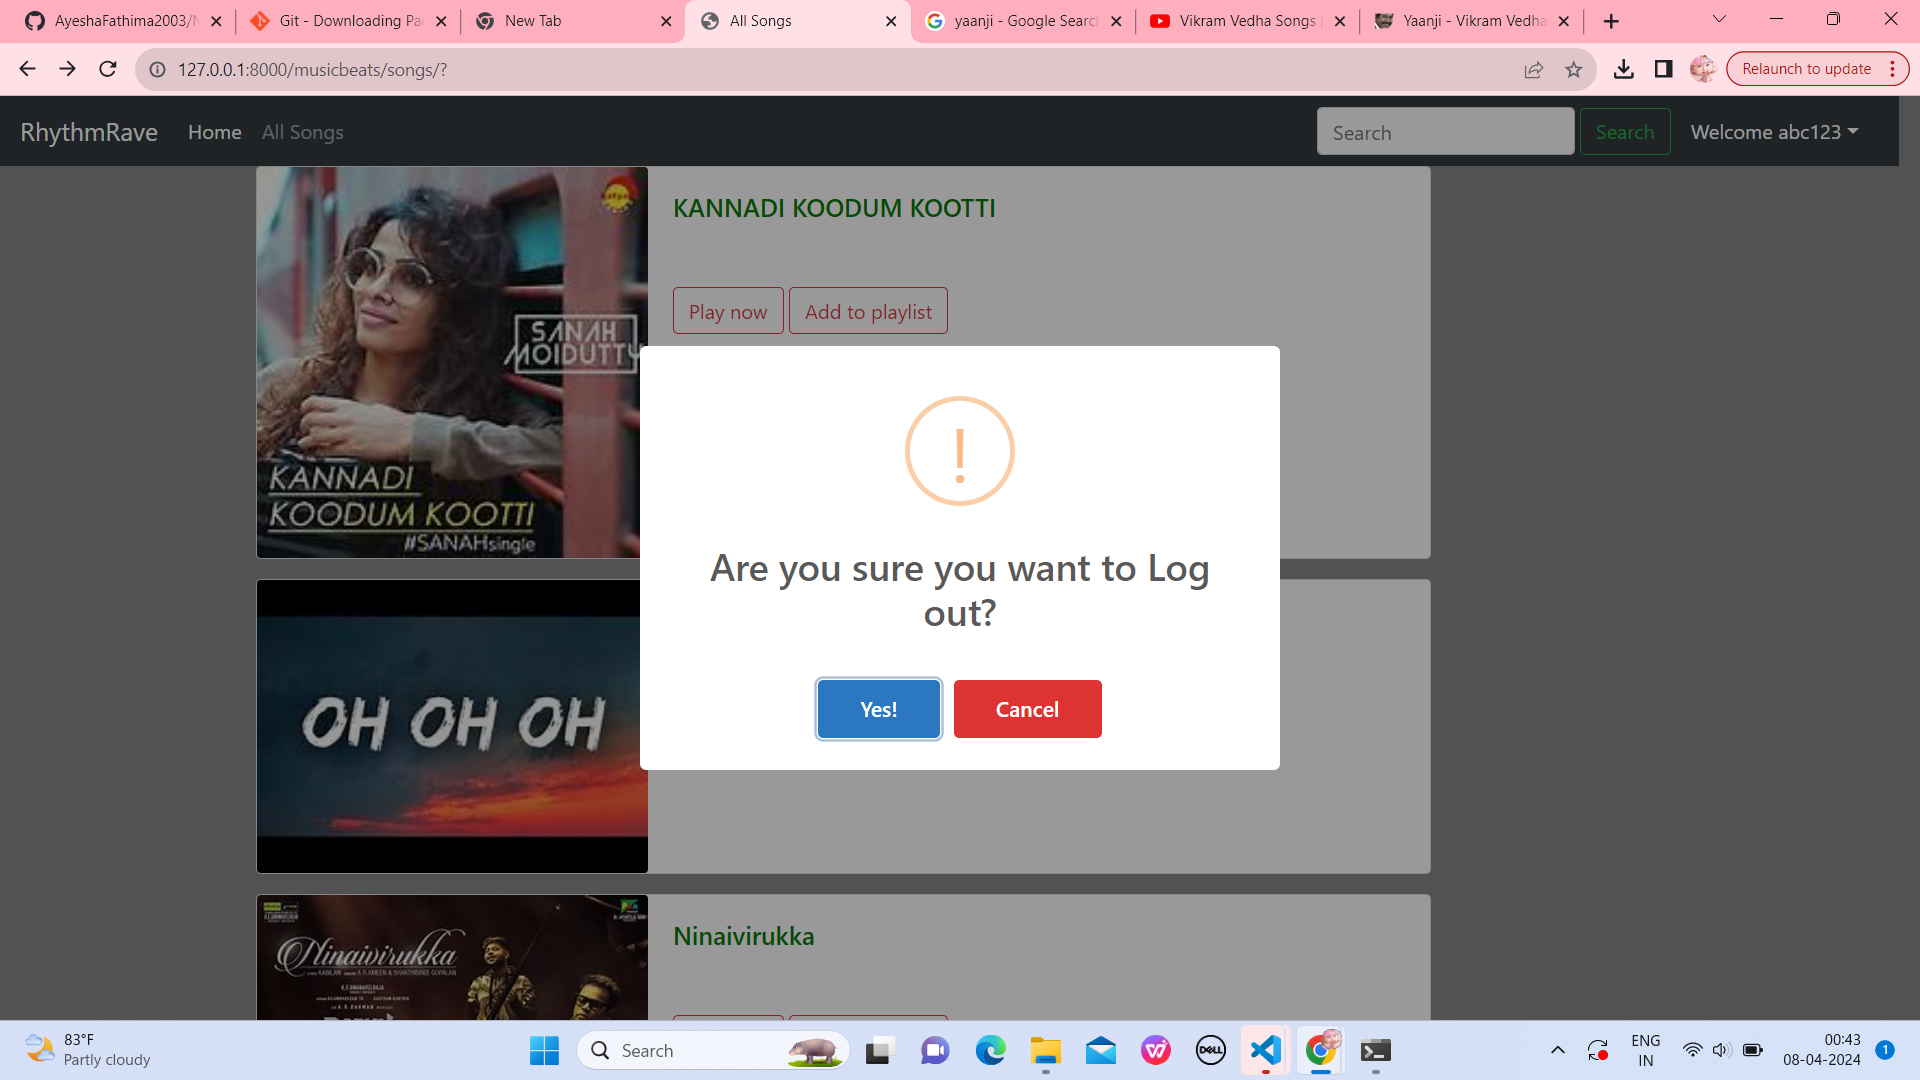 AyeshaFathima2003/
Git - Downloading Pa
New Tab
All Songs
yaanji - Google Search
Vikram Vedha Songs
Yaanji - Vikram Vedha
127.0.0.1:8000/musicbeats/songs/?
Relaunch to update
RhythmRave
Home
All Songs
Search
Search
Welcome abc123
KANNADI KOODUM KOOTTI
Play now
Add to playlist
SANAH
MOIDUTTY
KANNADI
KOODUM KOOTTI
#SANAHsingle
!
Are you sure you want to Log
out?
Yes!
Cancel
OH OH OH
Ninaivirukka
Ninaivirukka
83°F
Partly cloudy
Search
DELL
ENG
IN
00:43
08-04-2024
1